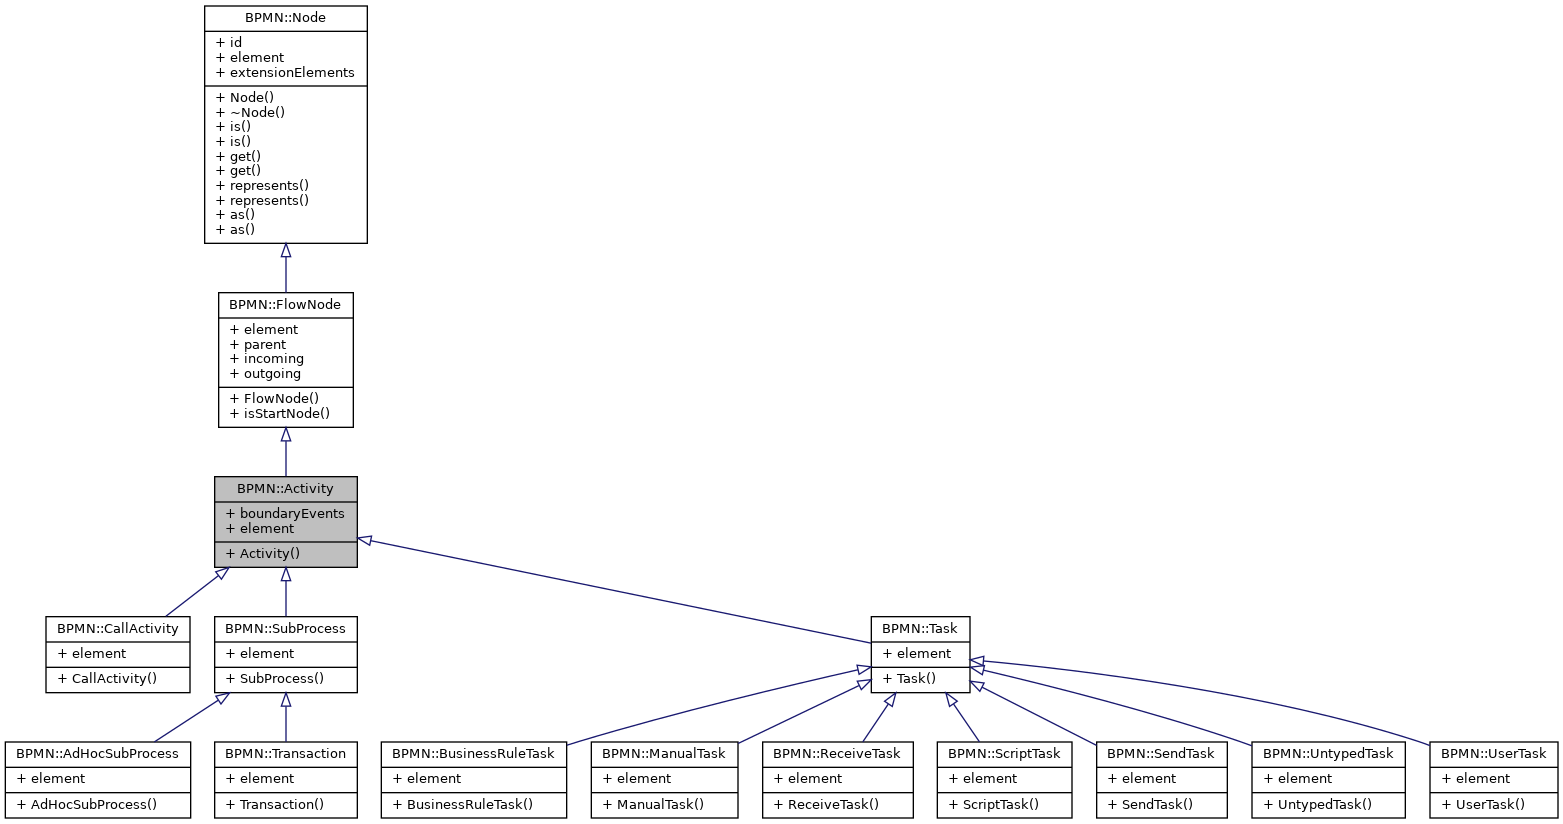 BPMN::Node
+ id
+ element
+ extensionElements
+ Node()
+ ~Node()
+ is()
+ is()
+ get()
+ get()
+ represents()
+ represents()
+ as()
+ as()
BPMN::FlowNode
+ element
+ parent
+ incoming
+ outgoing
+ FlowNode()
+ isStartNode()
BPMN::Activity
+ boundaryEvents
+ element
+ Activity()
BPMN::CallActivity
+ element
+ CallActivity()
BPMN::SubProcess
+ element
+ SubProcess()
BPMN::Task
+ element
+ Task()
BPMN::AdHocSubProcess
+ element
+ AdHocSubProcess()
BPMN::Transaction
+ element
+ Transaction()
BPMN::BusinessRuleTask
+ element
+ BusinessRuleTask()
BPMN::ManualTask
+ element
+ ManualTask()
BPMN::ReceiveTask
+ element
+ ReceiveTask()
BPMN::ScriptTask
+ element
+ ScriptTask()
BPMN::SendTask
+ element
+ SendTask()
BPMN::UntypedTask
+ element
+ UntypedTask()
BPMN::UserTask
+ element
+ UserTask()